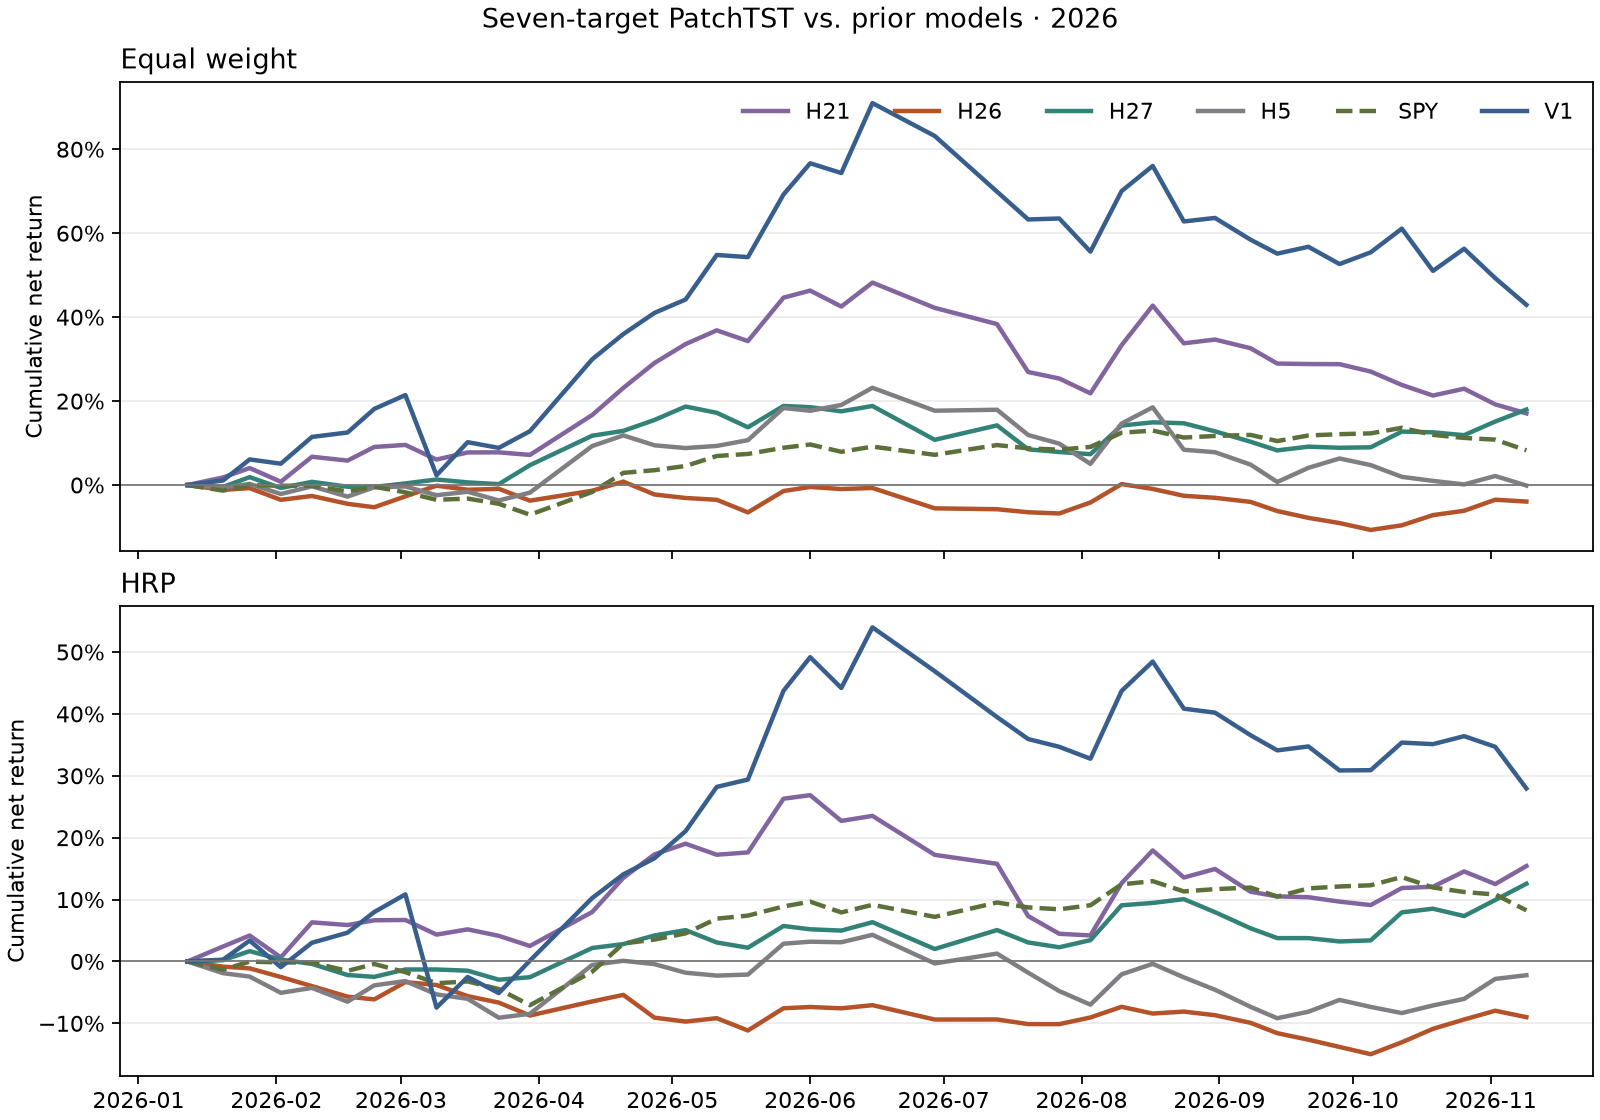 Seven-target PatchTST vs. prior models · 2026
Equal weight
H21 H26 H27 H5 SPY V1
Cumulative net return
80%
60%
40%
20%
0%
HRP
Cumulative net return
50%
40%
30%
20%
10%
0%
−10%
2026-01 2026-02 2026-03 2026-04 2026-05 2026-06 2026-07 2026-08 2026-09 2026-10 2026-11